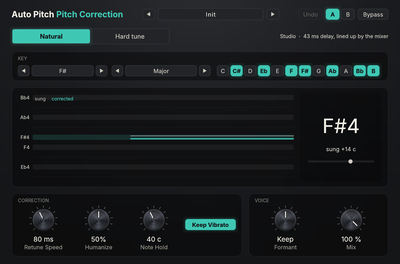 Auto Pitch Pitch Correction
Init
Undo A B Bypass
Natural Hard tune
Studio · 43 ms delay, lined up by the mixer
KEY
F# Major C C# D Eb E F F# G Ab A Bb B
Bb4 sung corrected
Ab4
F#4
F4
Eb4
F#4
sung +14 c
CORRECTION
80 ms 50% 40 c
Retune Speed Humanize Note Hold
Keep Vibrato
VOICE
Keep 100 %
Formant Mix